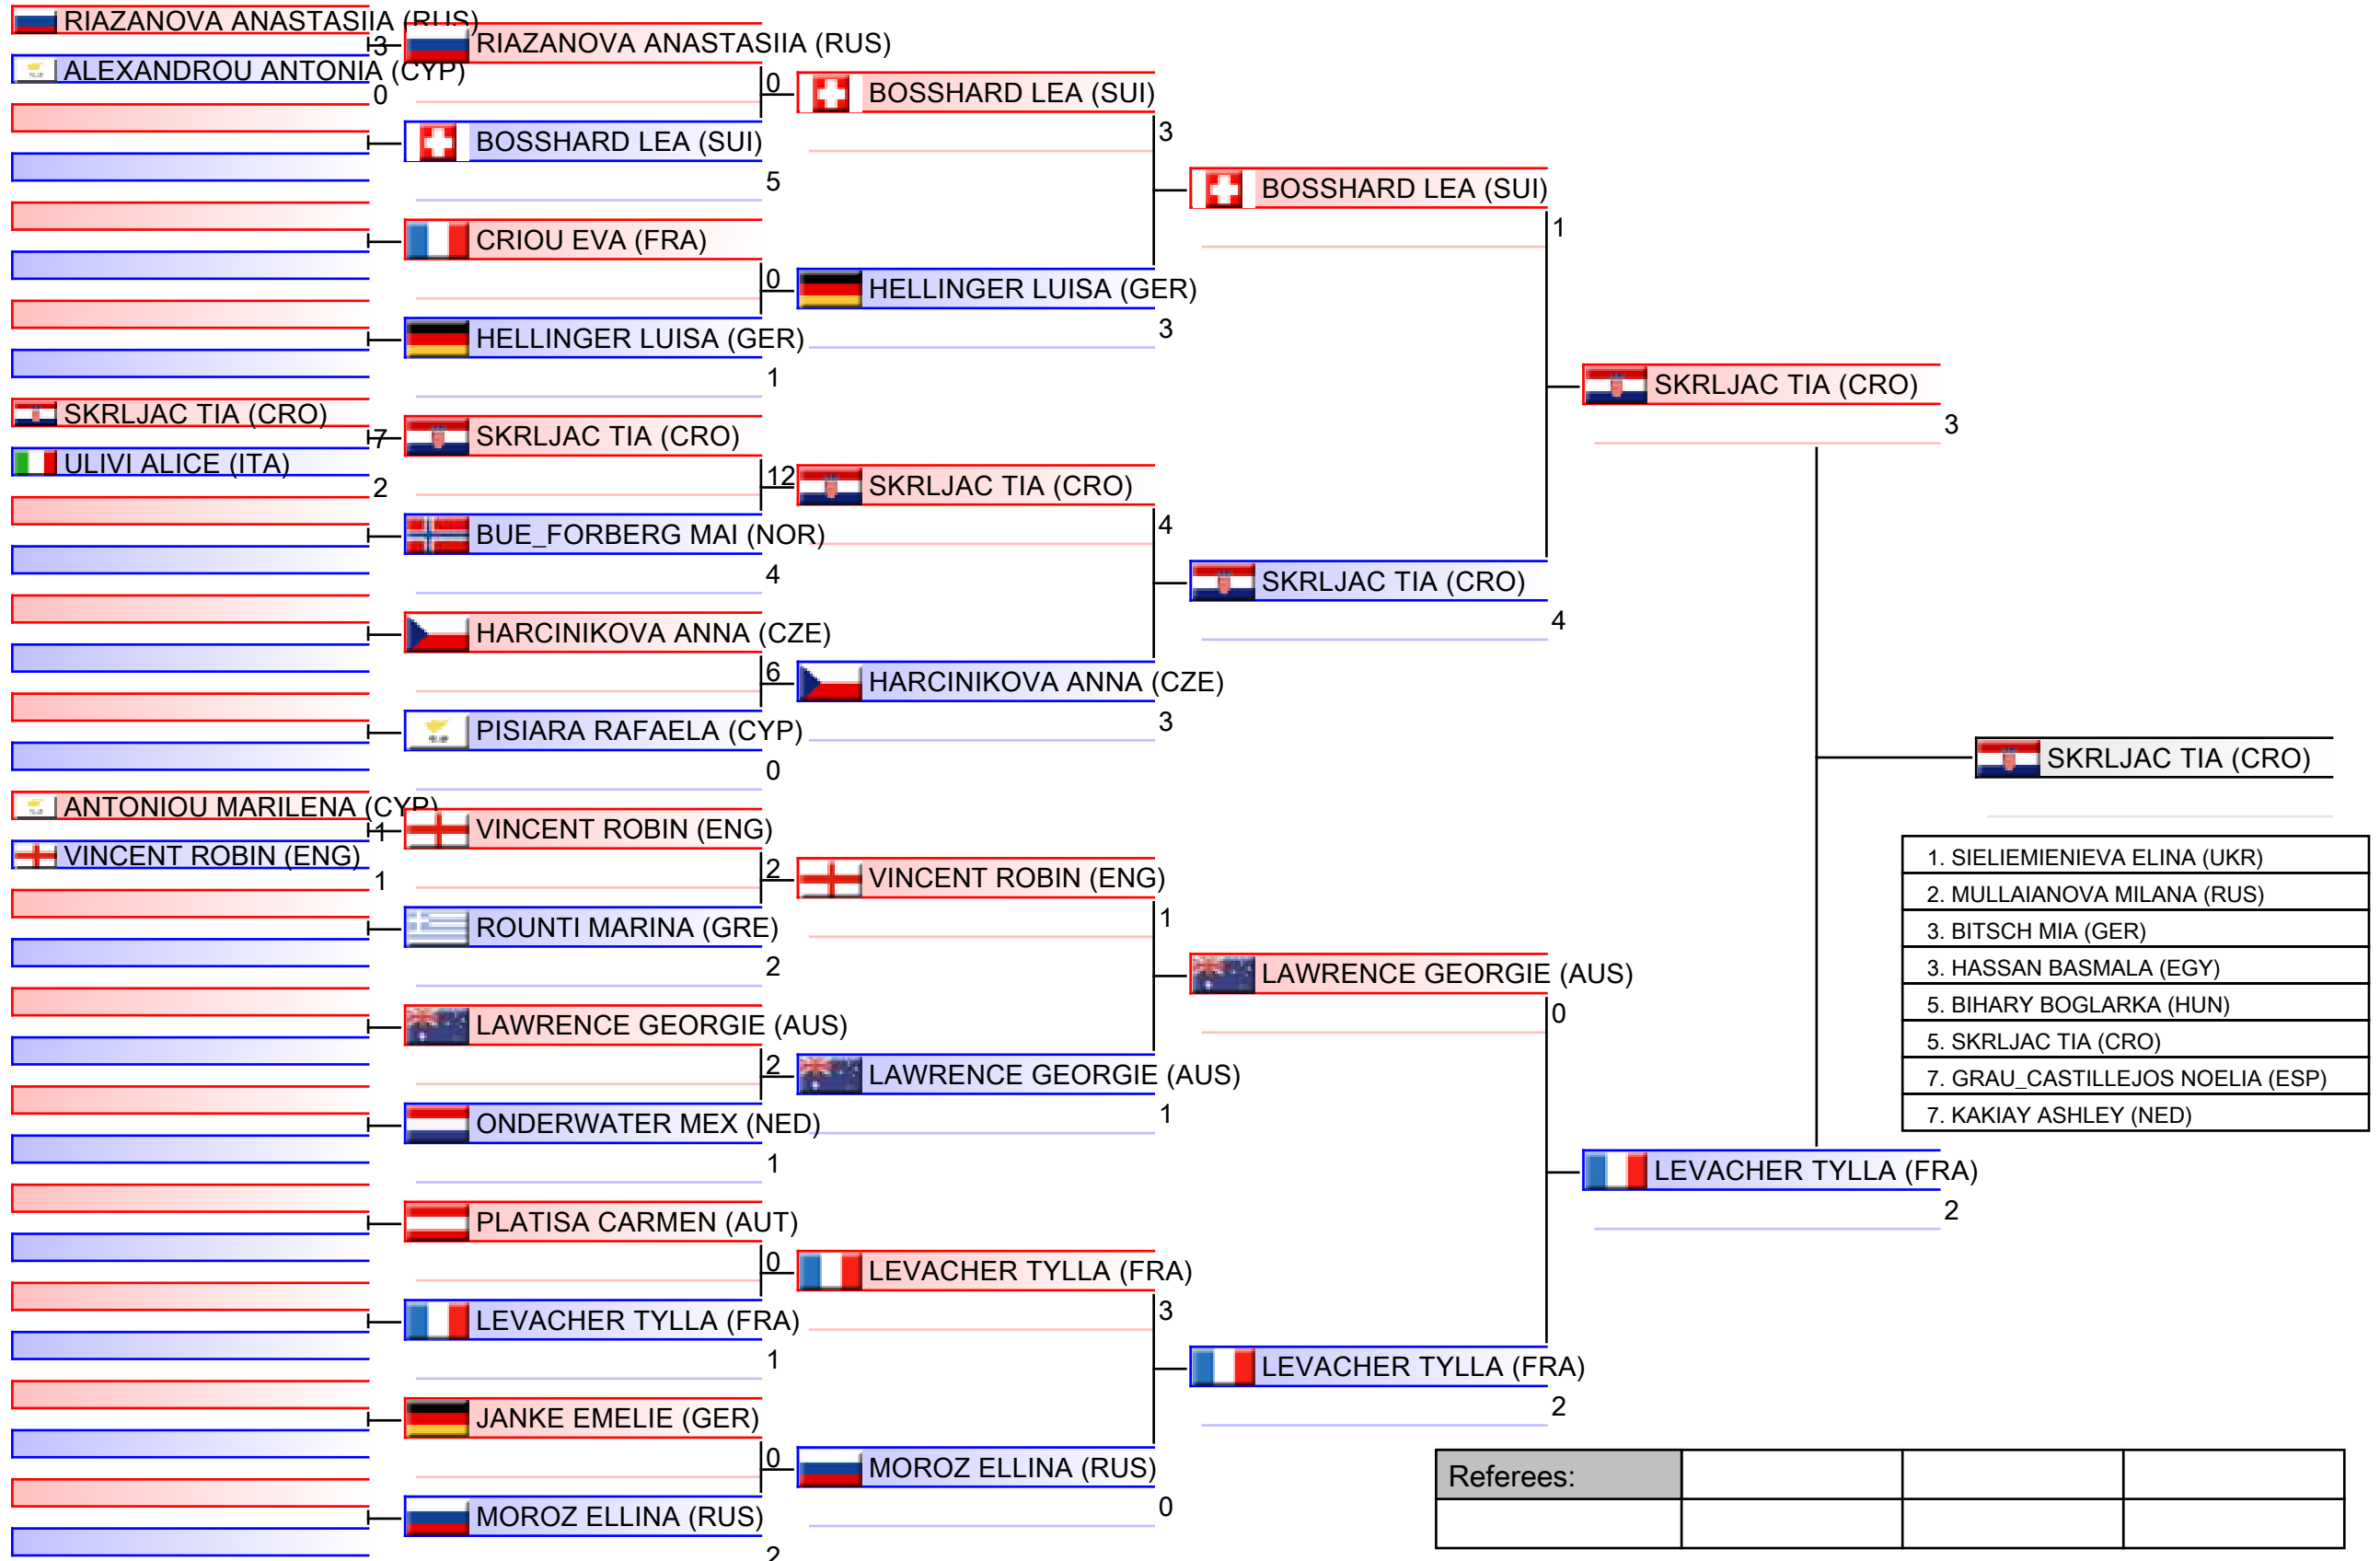 RIAZANOVA ANASTASIIA (RUS)
3
ALEXANDROU ANTONIA (CYP)
0
SKRLJAC TIA (CRO)
7
ULIVI ALICE (ITA)
2
ANTONIOU MARILENA (CYP)
1
VINCENT ROBIN (ENG)
1
RIAZANOVA ANASTASIIA (RUS)
0
BOSSHARD LEA (SUI)
5
CRIOU EVA (FRA)
0
HELLINGER LUISA (GER)
1
SKRLJAC TIA (CRO)
12
BUE_FORBERG MAI (NOR)
4
HARCINIKOVA ANNA (CZE)
6
PISIARA RAFAELA (CYP)
0
VINCENT ROBIN (ENG)
2
ROUNTI MARINA (GRE)
2
LAWRENCE GEORGIE (AUS)
2
ONDERWATER MEX (NED)
1
PLATISA CARMEN (AUT)
0
LEVACHER TYLLA (FRA)
1
JANKE EMELIE (GER)
0
MOROZ ELLINA (RUS)
2
BOSSHARD LEA (SUI)
3
HELLINGER LUISA (GER)
3
SKRLJAC TIA (CRO)
4
HARCINIKOVA ANNA (CZE)
3
VINCENT ROBIN (ENG)
1
LAWRENCE GEORGIE (AUS)
1
LEVACHER TYLLA (FRA)
3
MOROZ ELLINA (RUS)
0
BOSSHARD LEA (SUI)
1
SKRLJAC TIA (CRO)
4
LAWRENCE GEORGIE (AUS)
0
LEVACHER TYLLA (FRA)
2
SKRLJAC TIA (CRO)
3
LEVACHER TYLLA (FRA)
2
SKRLJAC TIA (CRO)
1. SIELIEMIENIEVA ELINA (UKR)
2. MULLAIANOVA MILANA (RUS)
3. BITSCH MIA (GER)
3. HASSAN BASMALA (EGY)
5. BIHARY BOGLARKA (HUN)
5. SKRLJAC TIA (CRO)
7. GRAU_CASTILLEJOS NOELIA (ESP)
7. KAKIAY ASHLEY (NED)
Referees: